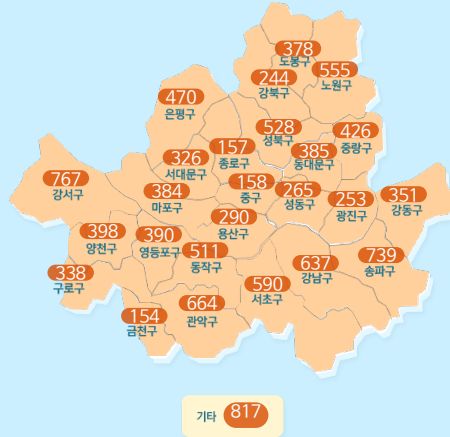 378
도봉구
555
노원구
244
강북구
470
은평구
528
성북구
426
중랑구
157
종로구
385
동대문구
326
서대문구
767
강서구
384
마포구
158
중구
265
성동구
253
광진구
351
강동구
290
용산구
398
양천구
390
영등포구
511
동작구
739
송파구
637
강남구
338
구로구
590
서초구
664
관악구
154
금천구
기타 817